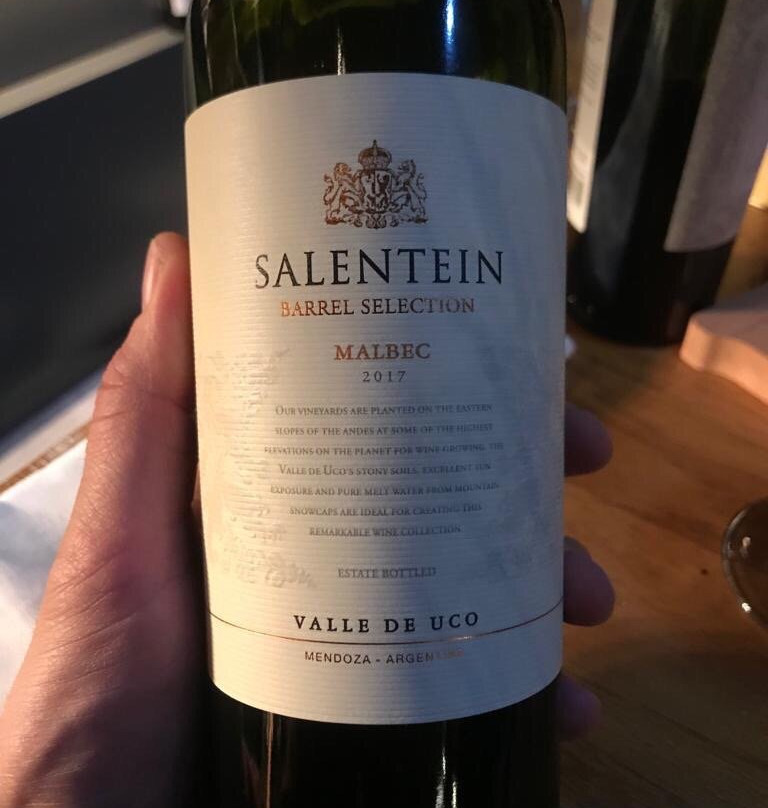 SALENTEIN
BARREL SELECTION
MALBEC
2017
OUR VINEYARDS ARE PLANTED ON THE EASTERN
SLOPES OF THE ANDES AT SOME OF THE HIGHEST
ELEVATIONS ON THE PLANET FOR WINE-GROWING. THE
VALLE DE UCO'S STONY SOILS, EXCELLENT SUN
EXPOSURE AND PURE MELT WATER FROM MOUNTAIN
SNOWCAPS ARE IDEAL FOR CREATING THIS
REMARKABLE WINE COLLECTION.
ESTATE BOTTLED
VALLE DE UCO
MENDOZA - ARGENTINA